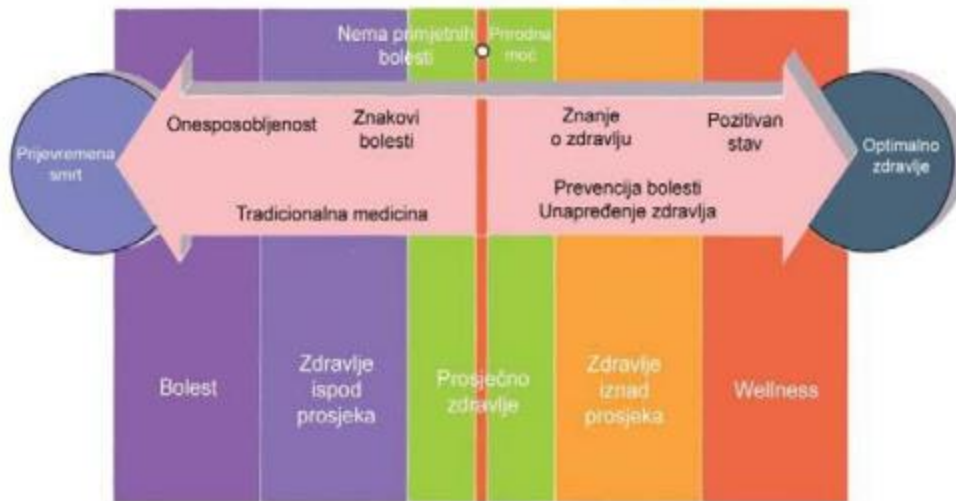 Nema primjetnih
bolesti
Prirodna
moć
Onesposobljenost
Znakovi
bolesti
Znanje
o zdravlju
Pozitivan
stav
Prijevremena
smrt
Optimalno
zdravlje
Tradicionalna medicina
Prevencija bolesti
Unapređenje zdravlja
Bolest
Zdravlje
ispod
prosjeka
Prosječno
zdravlje
Zdravlje
iznad
prosjeka
Wellness